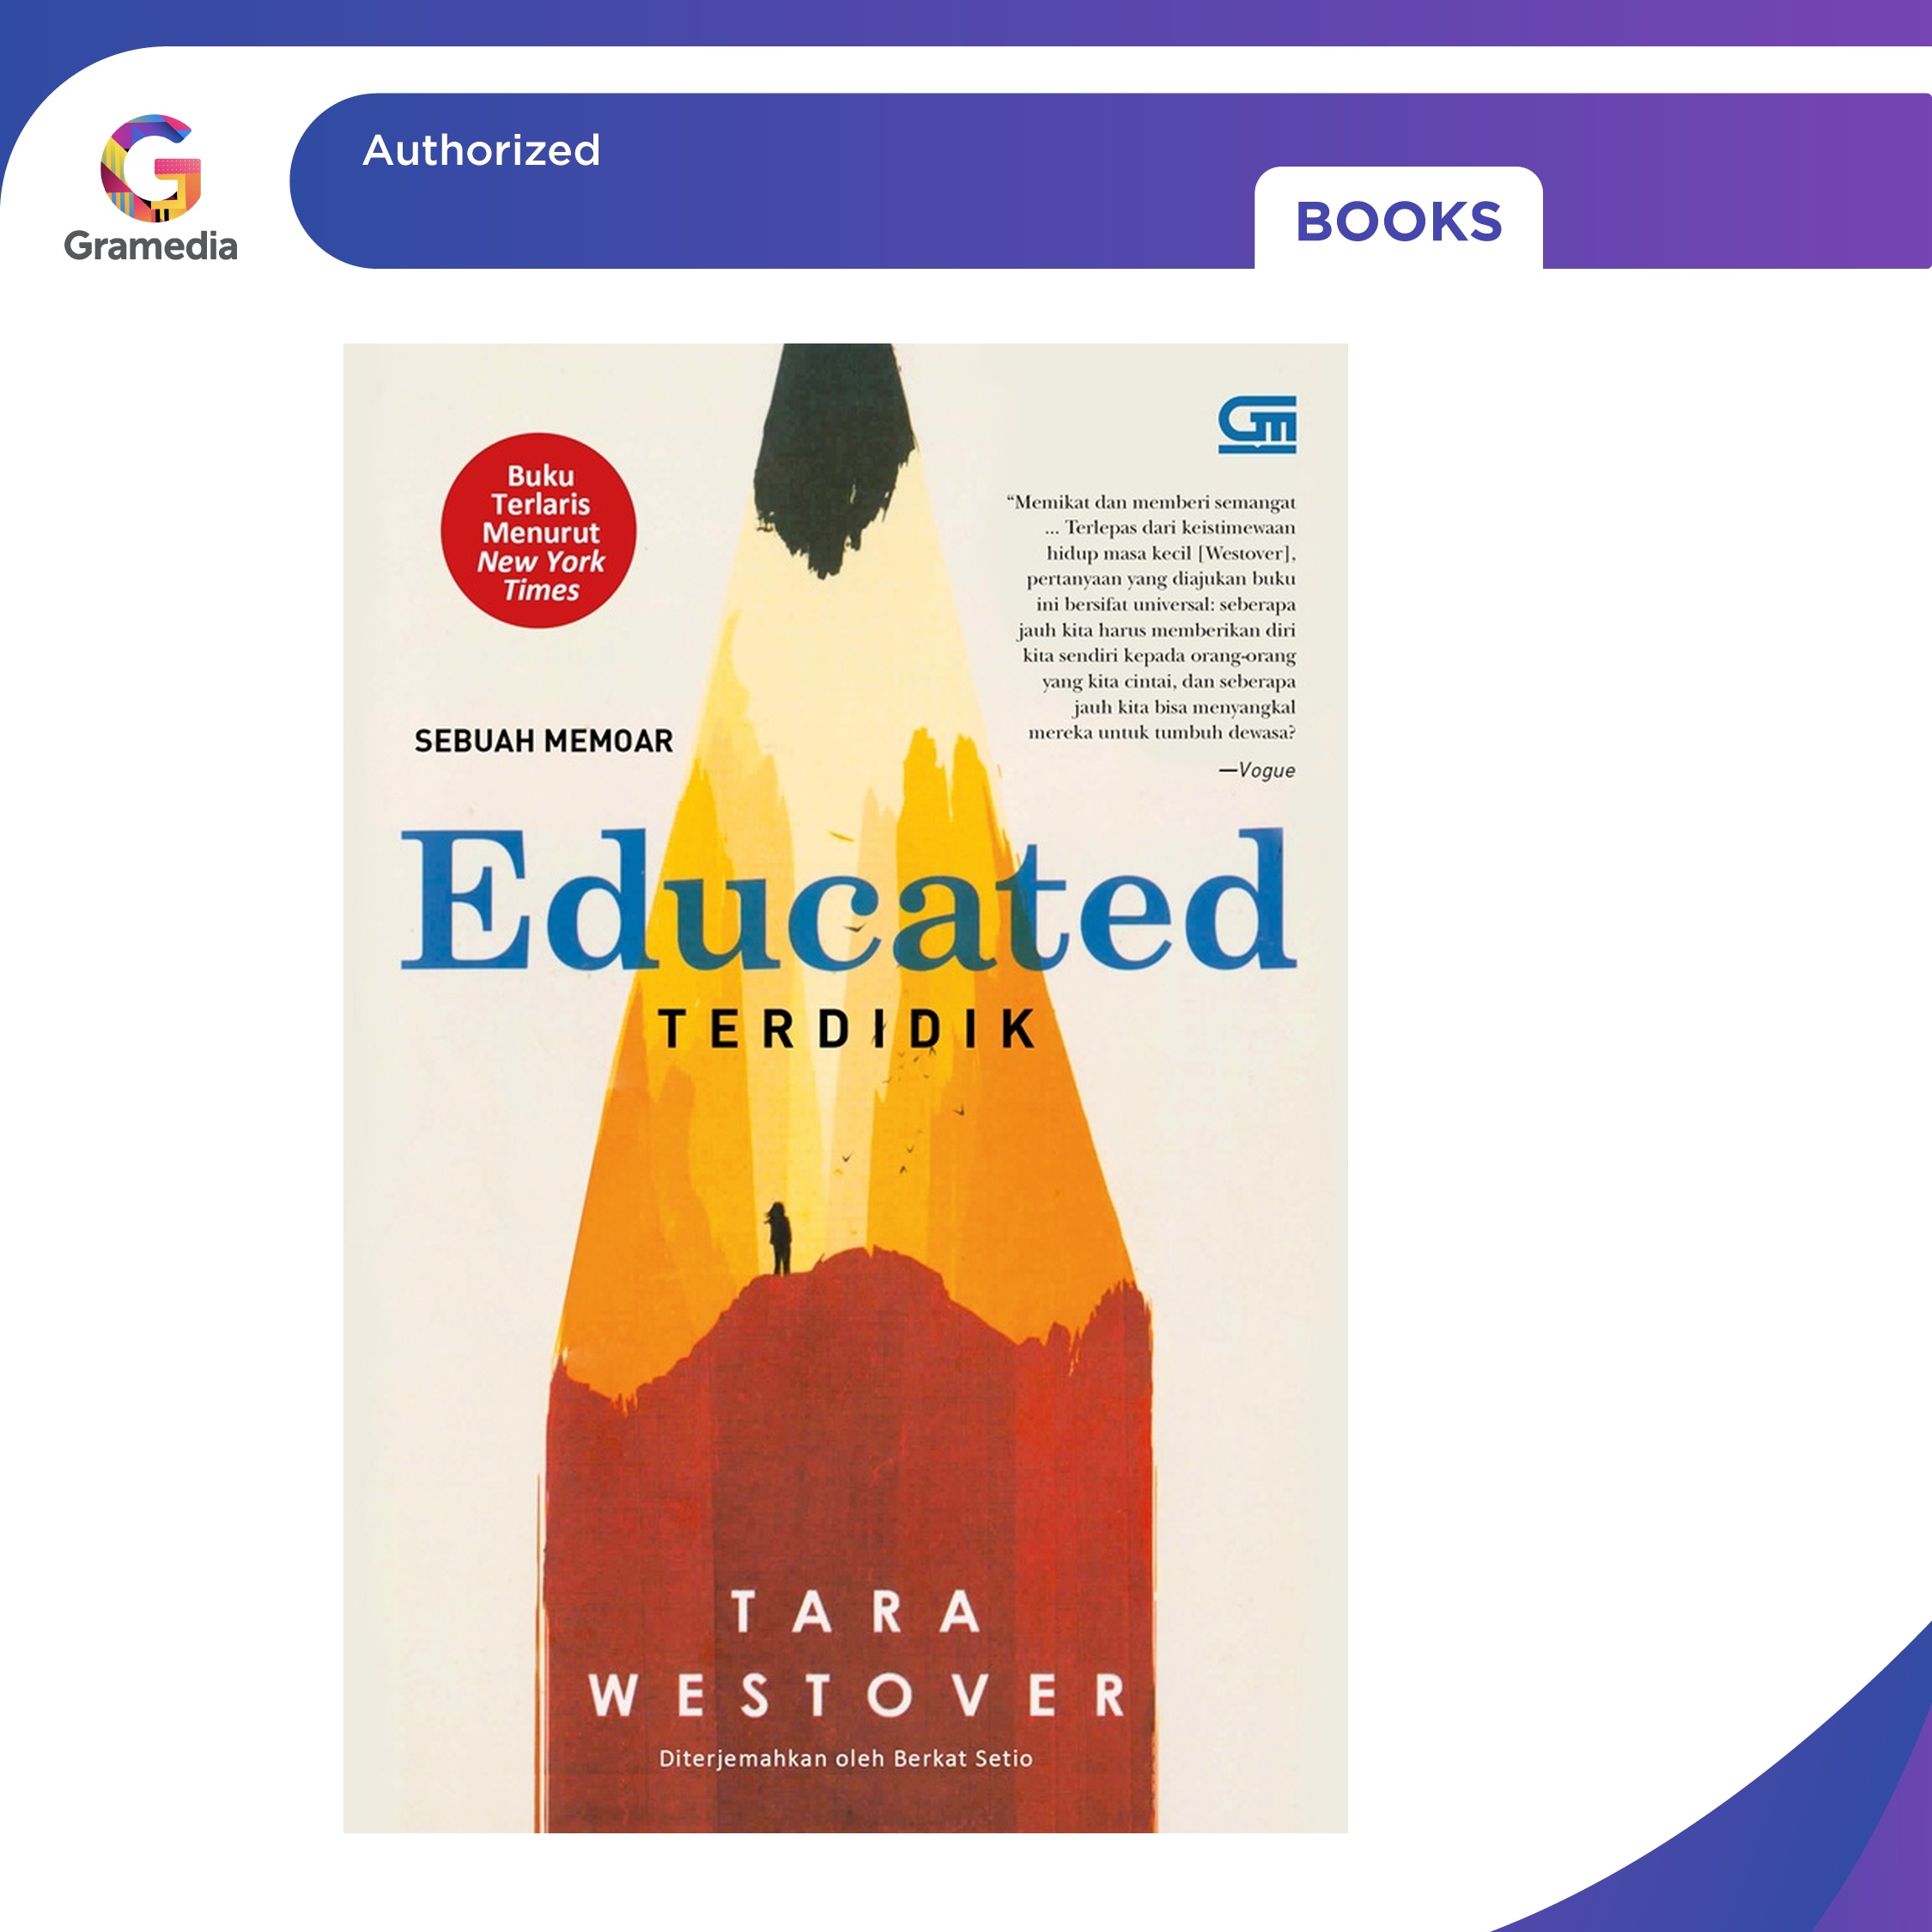 Authorized
Gramedia
BOOKS
Gm
Buku
Terlaris
Menurut
New York
Times
“Memikat dan memberi semangat
... Terlepas dari keistimewaan
hidup masa kecil [Westover],
pertanyaan yang diajukan buku
ini bersifat universal: seberapa
jauh kita harus memberikan diri
kita sendiri kepada orang-orang
yang kita cintai, dan seberapa
jauh kita bisa menyangkal
mereka untuk tumbuh dewasa?
—Vogue
SEBUAH MEMOAR
Educated
TERDIDIK
TARA
WESTOVER
Diterjemahkan oleh Berkat Setio